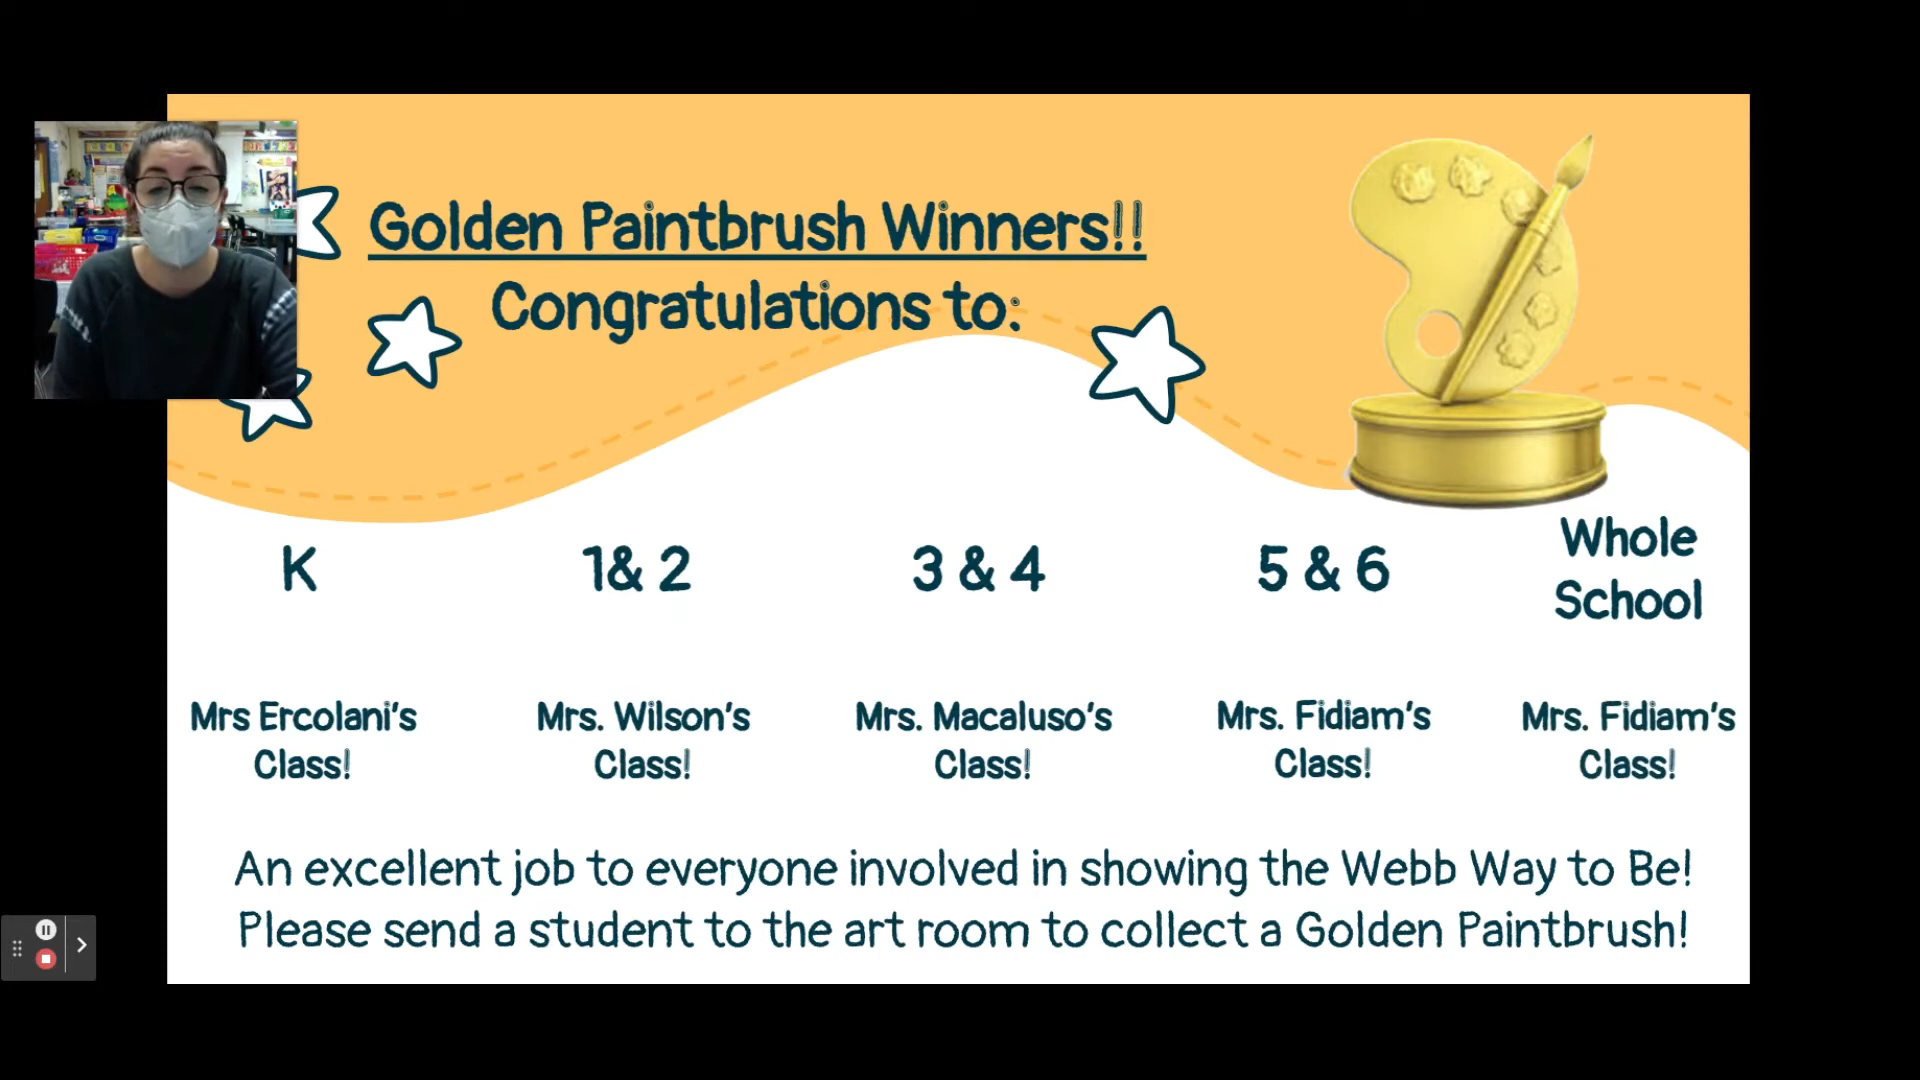 Golden Paintbrush Winners!!
Congratulations to:
K
1& 2
3 & 4
5 & 6
Whole
School
Mrs Ercolani's
Class!
Mrs. Wilson's
Class!
Mrs. Macaluso's
Class!
Mrs. Fidiam's
Class!
Mrs. Fidiam's
Class!
An excellent job to everyone involved in showing the Webb Way to Be!
Please send a student to the art room to collect a Golden Paintbrush!